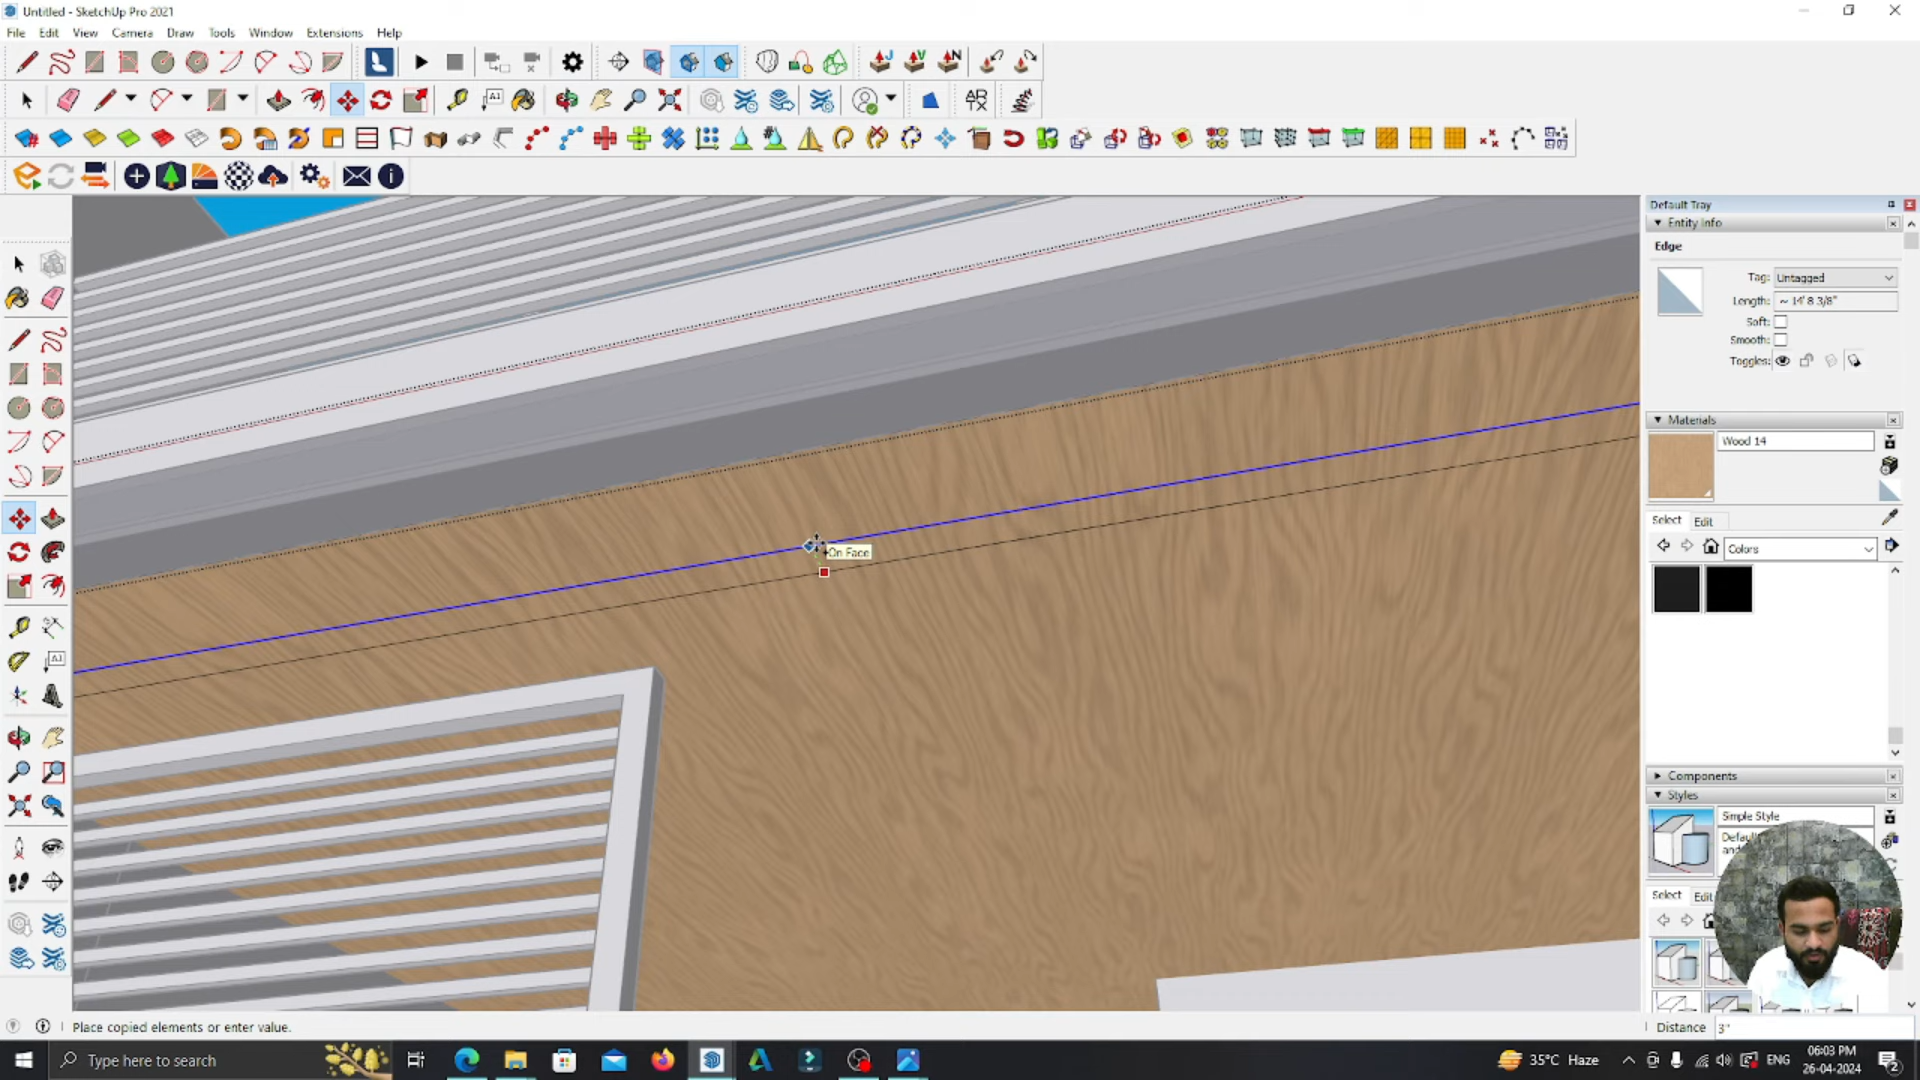 Untitled - SketchUp Pro 2021
File Edit View Camera Draw Tools Window Extensions Help
Default Tray
Entity Info
Edge
Tag: Untagged
Length: ~ 14' 8 3/8"
Soft:
Smooth:
Toggles:
Materials
Wood 14
Select Edit
Colors
On Face
Components
Styles
Simple Style
Select Edit
Place copied elements or enter value.
Distance 3"
Type here to search
35°C Haze
ENG
06:03 PM
26-04-2024
2